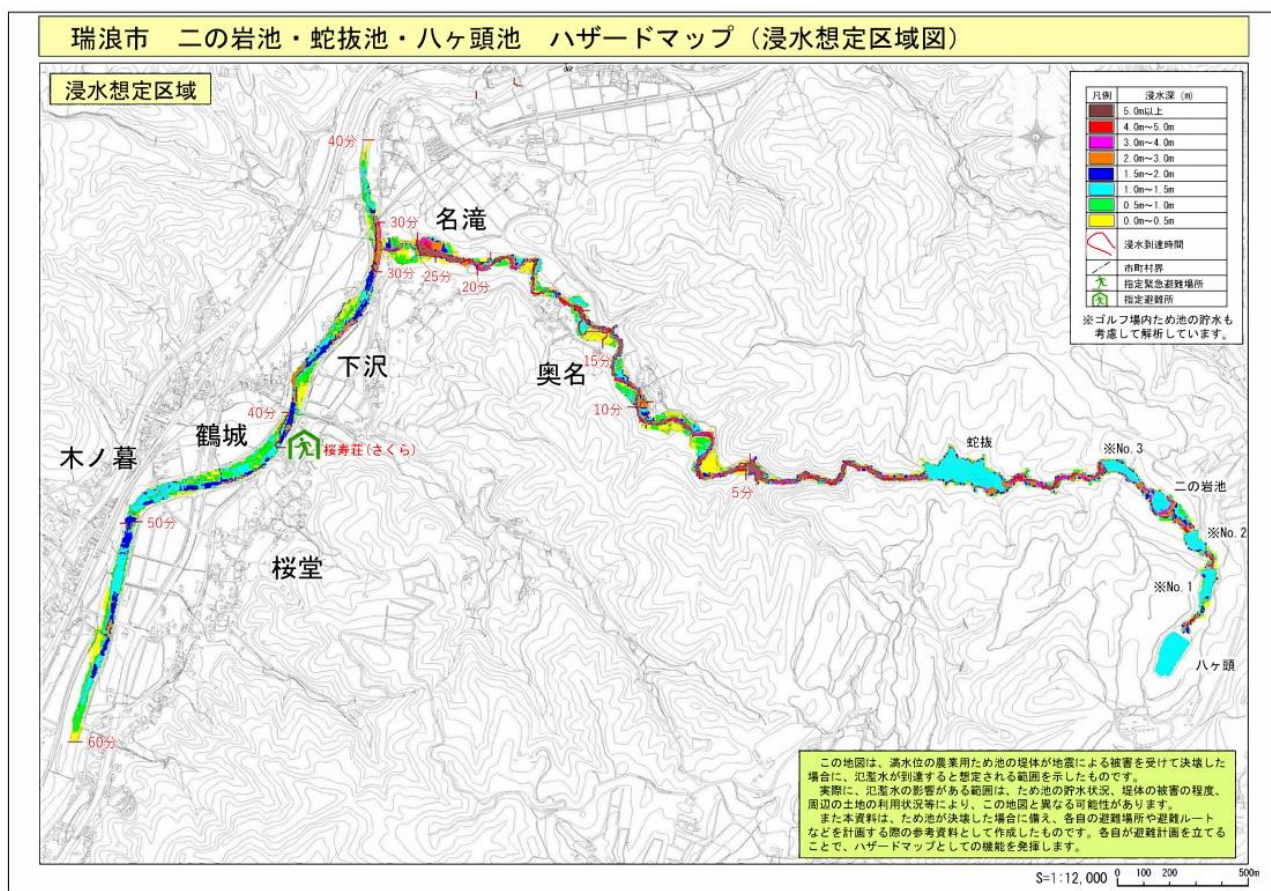 瑞浪市 二の岩池・蛇抜池・八ヶ頭池 ハザードマップ（浸水想定区域図）
浸水想定区域
凡例 浸水深 (m)
5.0m以上
4.0m～5.0m
3.0m～4.0m
2.0m～3.0m
1.5m～2.0m
1.0m～1.5m
0.5m～1.0m
0.0m～0.5m
浸水到達時間
市町村界
指定緊急避難場所
指定避難所
※ゴルフ場内ため池の貯水も
考慮して解析しています。
40分
30分
名滝
30分
25分
20分
15分
下沢
奥名
10分
40分
鶴城
桜寿荘(さくら)
木ノ暮
蛇抜
※No.3
5分
二の岩池
50分
※No.2
桜堂
※No.1
八ヶ頭
60分
この地図は、満水位の農業用ため池の堤体が地震による被害を受けて決壊した
場合に、氾濫水が到達すると想定される範囲を示したものです。
実際に、氾濫水の影響がある範囲は、ため池の貯水状況、堤体の被害の程度、
周辺の土地の利用状況等により、この地図と異なる可能性があります。
また本資料は、ため池が決壊した場合に備え、各自の避難場所や避難ルート
などを計画する際の参考資料として作成したものです。各自が避難計画を立てる
ことで、ハザードマップとしての機能を発揮します。
S=1:12,000 0 100 200 500m